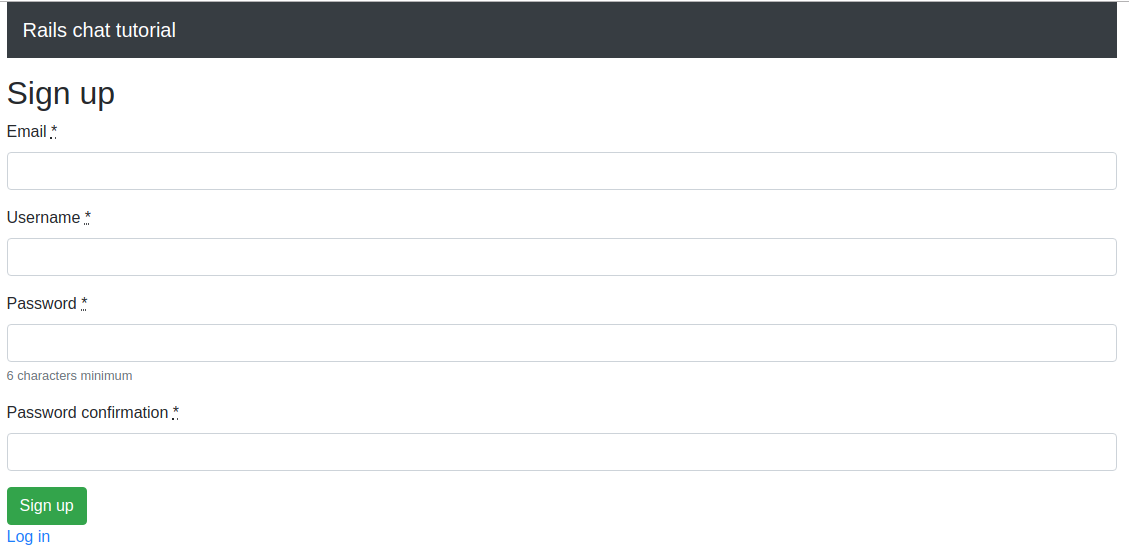 Rails chat tutorial
Sign up
Email *
Username *
Password *
6 characters minimum
Password confirmation *
Sign up
Log in